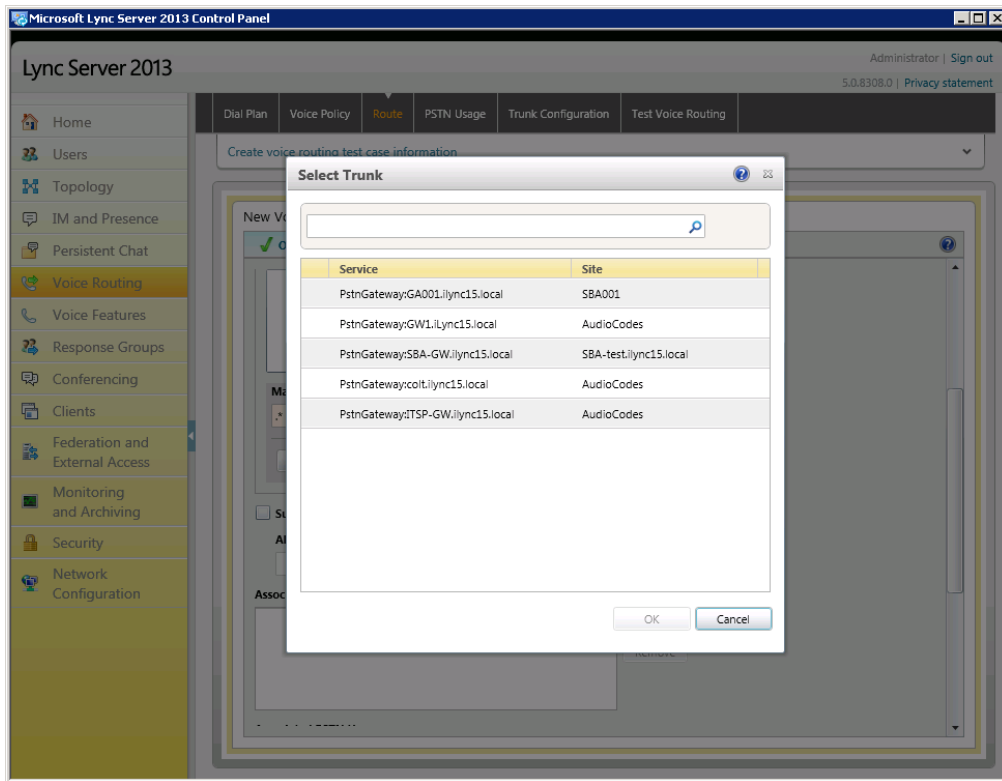 Microsoft Lync Server 2013 Control Panel
Lync Server 2013
Administrator | Sign out
5.0.8308.0 | Privacy statement
Home
Users
Topology
IM and Presence
Persistent Chat
Voice Routing
Voice Features
Response Groups
Conferencing
Clients
Federation and
External Access
Monitoring
and Archiving
Security
Network
Configuration
Dial Plan Voice Policy Route PSTN Usage Trunk Configuration Test Voice Routing
Create voice routing test case information
New
Select Trunk
Service Site
PstnGateway:GA001.ilync15.local SBA001
PstnGateway:GW1.iLync15.local AudioCodes
PstnGateway:SBA-GW.ilync15.local SBA-test.ilync15.local
PstnGateway:colt.ilync15.local AudioCodes
PstnGateway:ITSP-GW.ilync15.local AudioCodes
OK Cancel
Remove